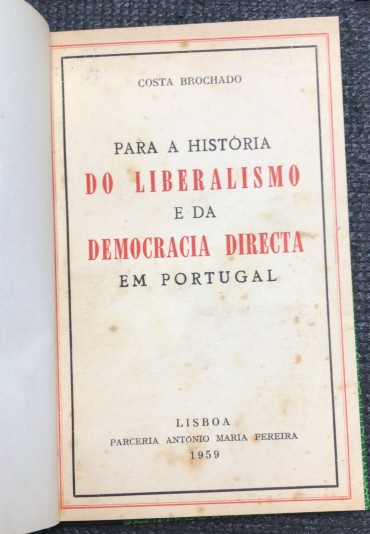 COSTA BROCHADO
PARA A HISTÓRIA
DO LIBERALISMO
E DA
DEMOCRACIA DIRECTA
EM PORTUGAL
LISBOA
PARCERIA ANTÓNIO MARIA PEREIRA
1959